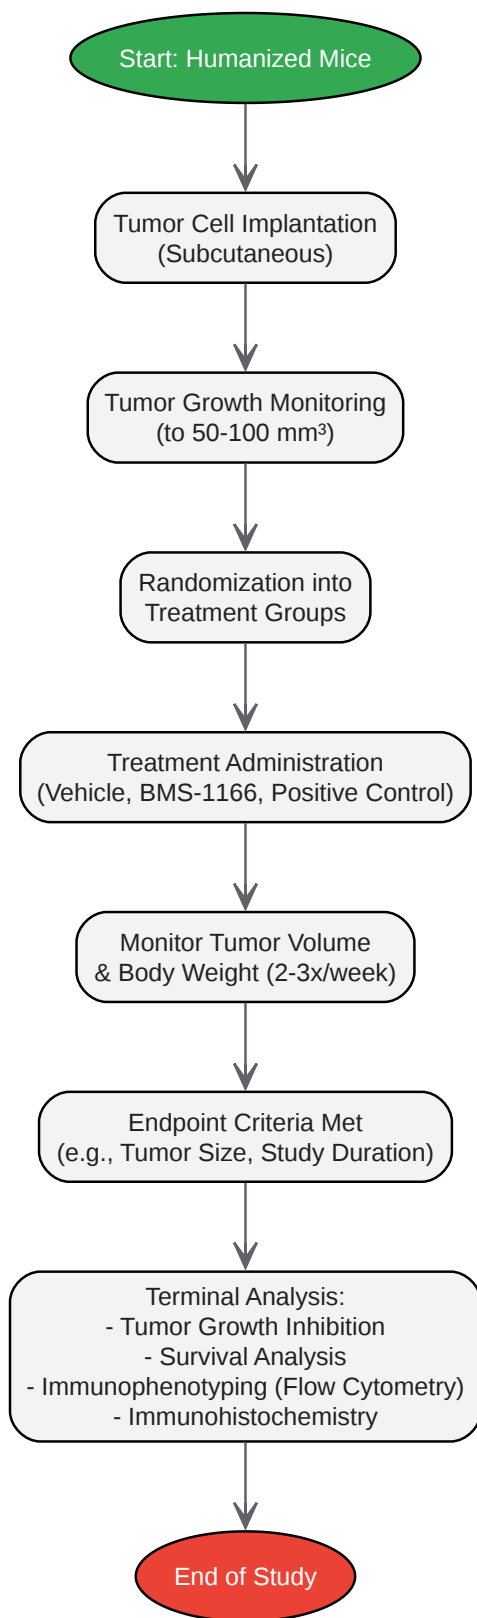 Start: Humanized Mice
Tumor Cell Implantation
(Subcutaneous)
Tumor Growth Monitoring
(to 50-100 mm³)
Randomization into
Treatment Groups
Treatment Administration
(Vehicle, BMS-1166, Positive Control)
Monitor Tumor Volume
& Body Weight (2-3x/week)
Endpoint Criteria Met
(e.g., Tumor Size, Study Duration)
Terminal Analysis:
- Tumor Growth Inhibition
- Survival Analysis
- Immunophenotyping (Flow Cytometry)
- Immunohistochemistry
End of Study